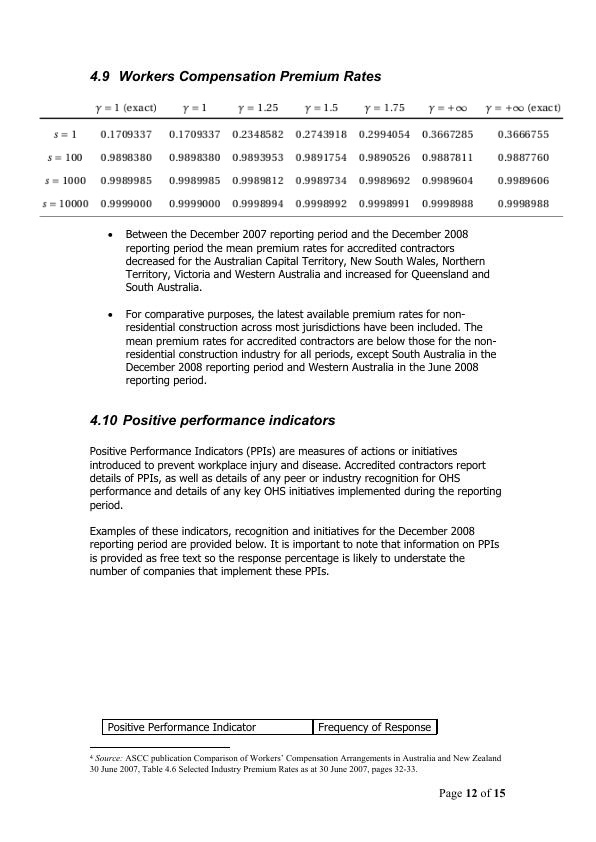 4.9 Workers Compensation Premium Rates
γ = 1 (exact) γ = 1 γ = 1.25 γ = 1.5 γ = 1.75 γ = +∞ γ = +∞ (exact)
s = 1 0.1709337 0.1709337 0.2348582 0.2743918 0.2994054 0.3667285 0.3666755
s = 100 0.9898380 0.9898380 0.9893953 0.9891754 0.9890526 0.9887811 0.9887760
s = 1000 0.9989985 0.9989985 0.9989812 0.9989734 0.9989692 0.9989604 0.9989606
s = 10000 0.9999000 0.9999000 0.9998994 0.9998992 0.9998991 0.9998988 0.9998988
• Between the December 2007 reporting period and the December 2008
reporting period the mean premium rates for accredited contractors
decreased for the Australian Capital Territory, New South Wales, Northern
Territory, Victoria and Western Australia and increased for Queensland and
South Australia.
• For comparative purposes, the latest available premium rates for non-
residential construction across most jurisdictions have been included. The
mean premium rates for accredited contractors are below those for the non-
residential construction industry for all periods, except South Australia in the
December 2008 reporting period and Western Australia in the June 2008
reporting period.
4.10 Positive performance indicators
Positive Performance Indicators (PPIs) are measures of actions or initiatives
introduced to prevent workplace injury and disease. Accredited contractors report
details of PPIs, as well as details of any peer or industry recognition for OHS
performance and details of any key OHS initiatives implemented during the reporting
period.
Examples of these indicators, recognition and initiatives for the December 2008
reporting period are provided below. It is important to note that information on PPIs
is provided as free text so the response percentage is likely to understate the
number of companies that implement these PPIs.
Positive Performance Indicator Frequency of Response
4 Source: ASCC publication Comparison of Workers' Compensation Arrangements in Australia and New Zealand
30 June 2007, Table 4.6 Selected Industry Premium Rates as at 30 June 2007, pages 32-33.
Page 12 of 15